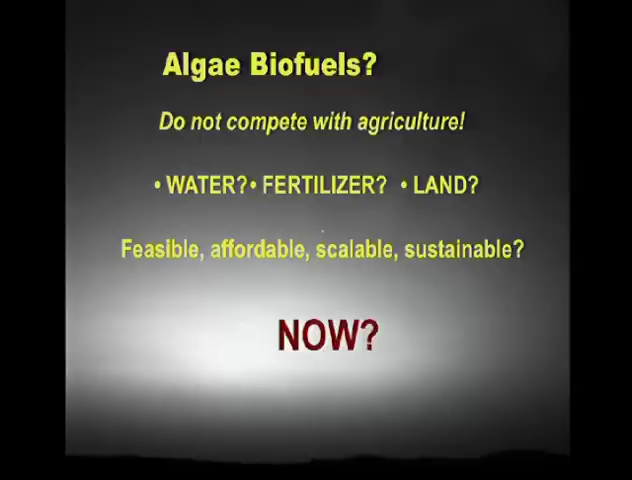 Algae Biofuels?
Do not compete with agriculture!
• WATER? • FERTILIZER? • LAND?
Feasible, affordable, scalable, sustainable?
NOW?